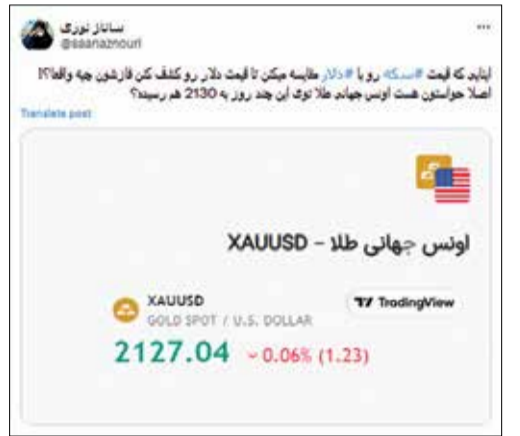 ساناز نوری
@saanaznouri
اینایی که قیمت #سکه رو با #دلار مقایسه میکنن تا قیمت دلار رو کشف کنن فازشون چیه واقعا؟!
اصلا حواستون هست اونس جهانی طلا توی این چند روز به 2130 هم رسیده؟
Translate post
اونس جهانی طلا – XAUUSD
XAUUSD
GOLD SPOT / U.S. DOLLAR
TradingView
2127.04 0.06% (1.23)